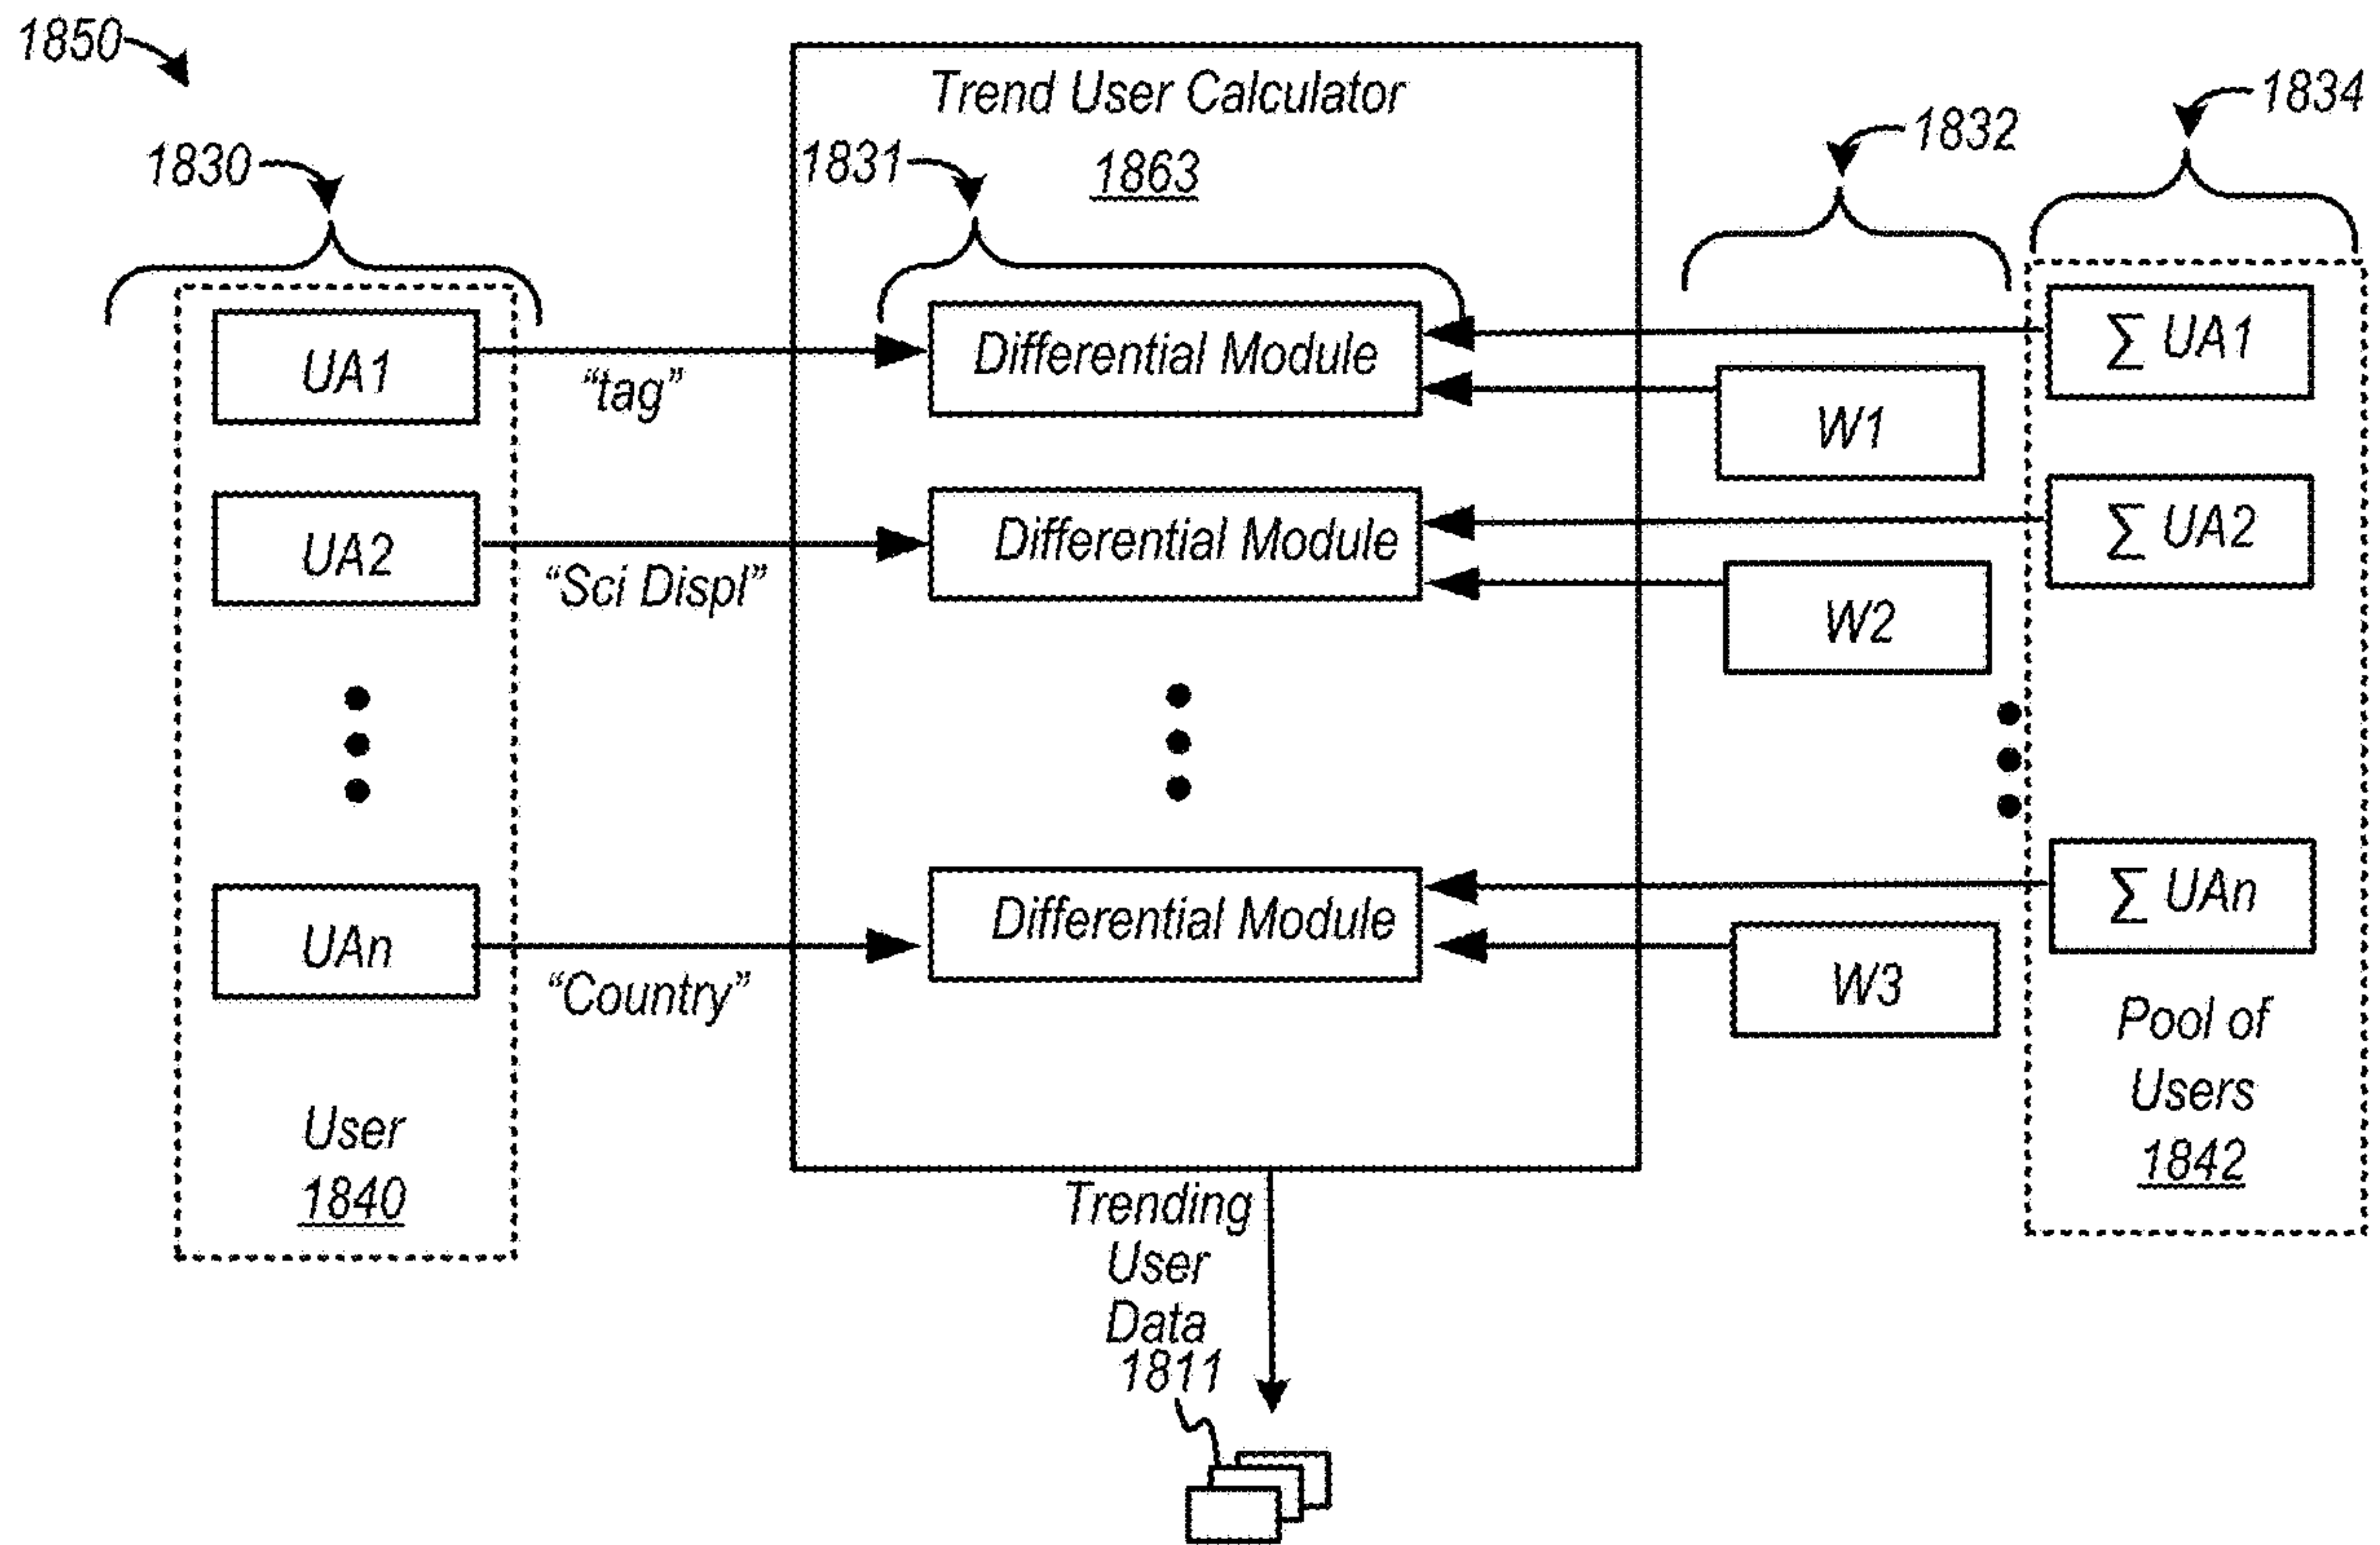 1850
Trend User Calculator
1863
1834
1832
1830
1831
UA1
"tag"
Differential Module
∑ UA1
W1
UA2
"Sci Displ"
Differential Module
∑ UA2
W2
UAn
"Country"
Differential Module
∑ UAn
W3
User
1840
Pool of
Users
1842
Trending
User
Data
1811